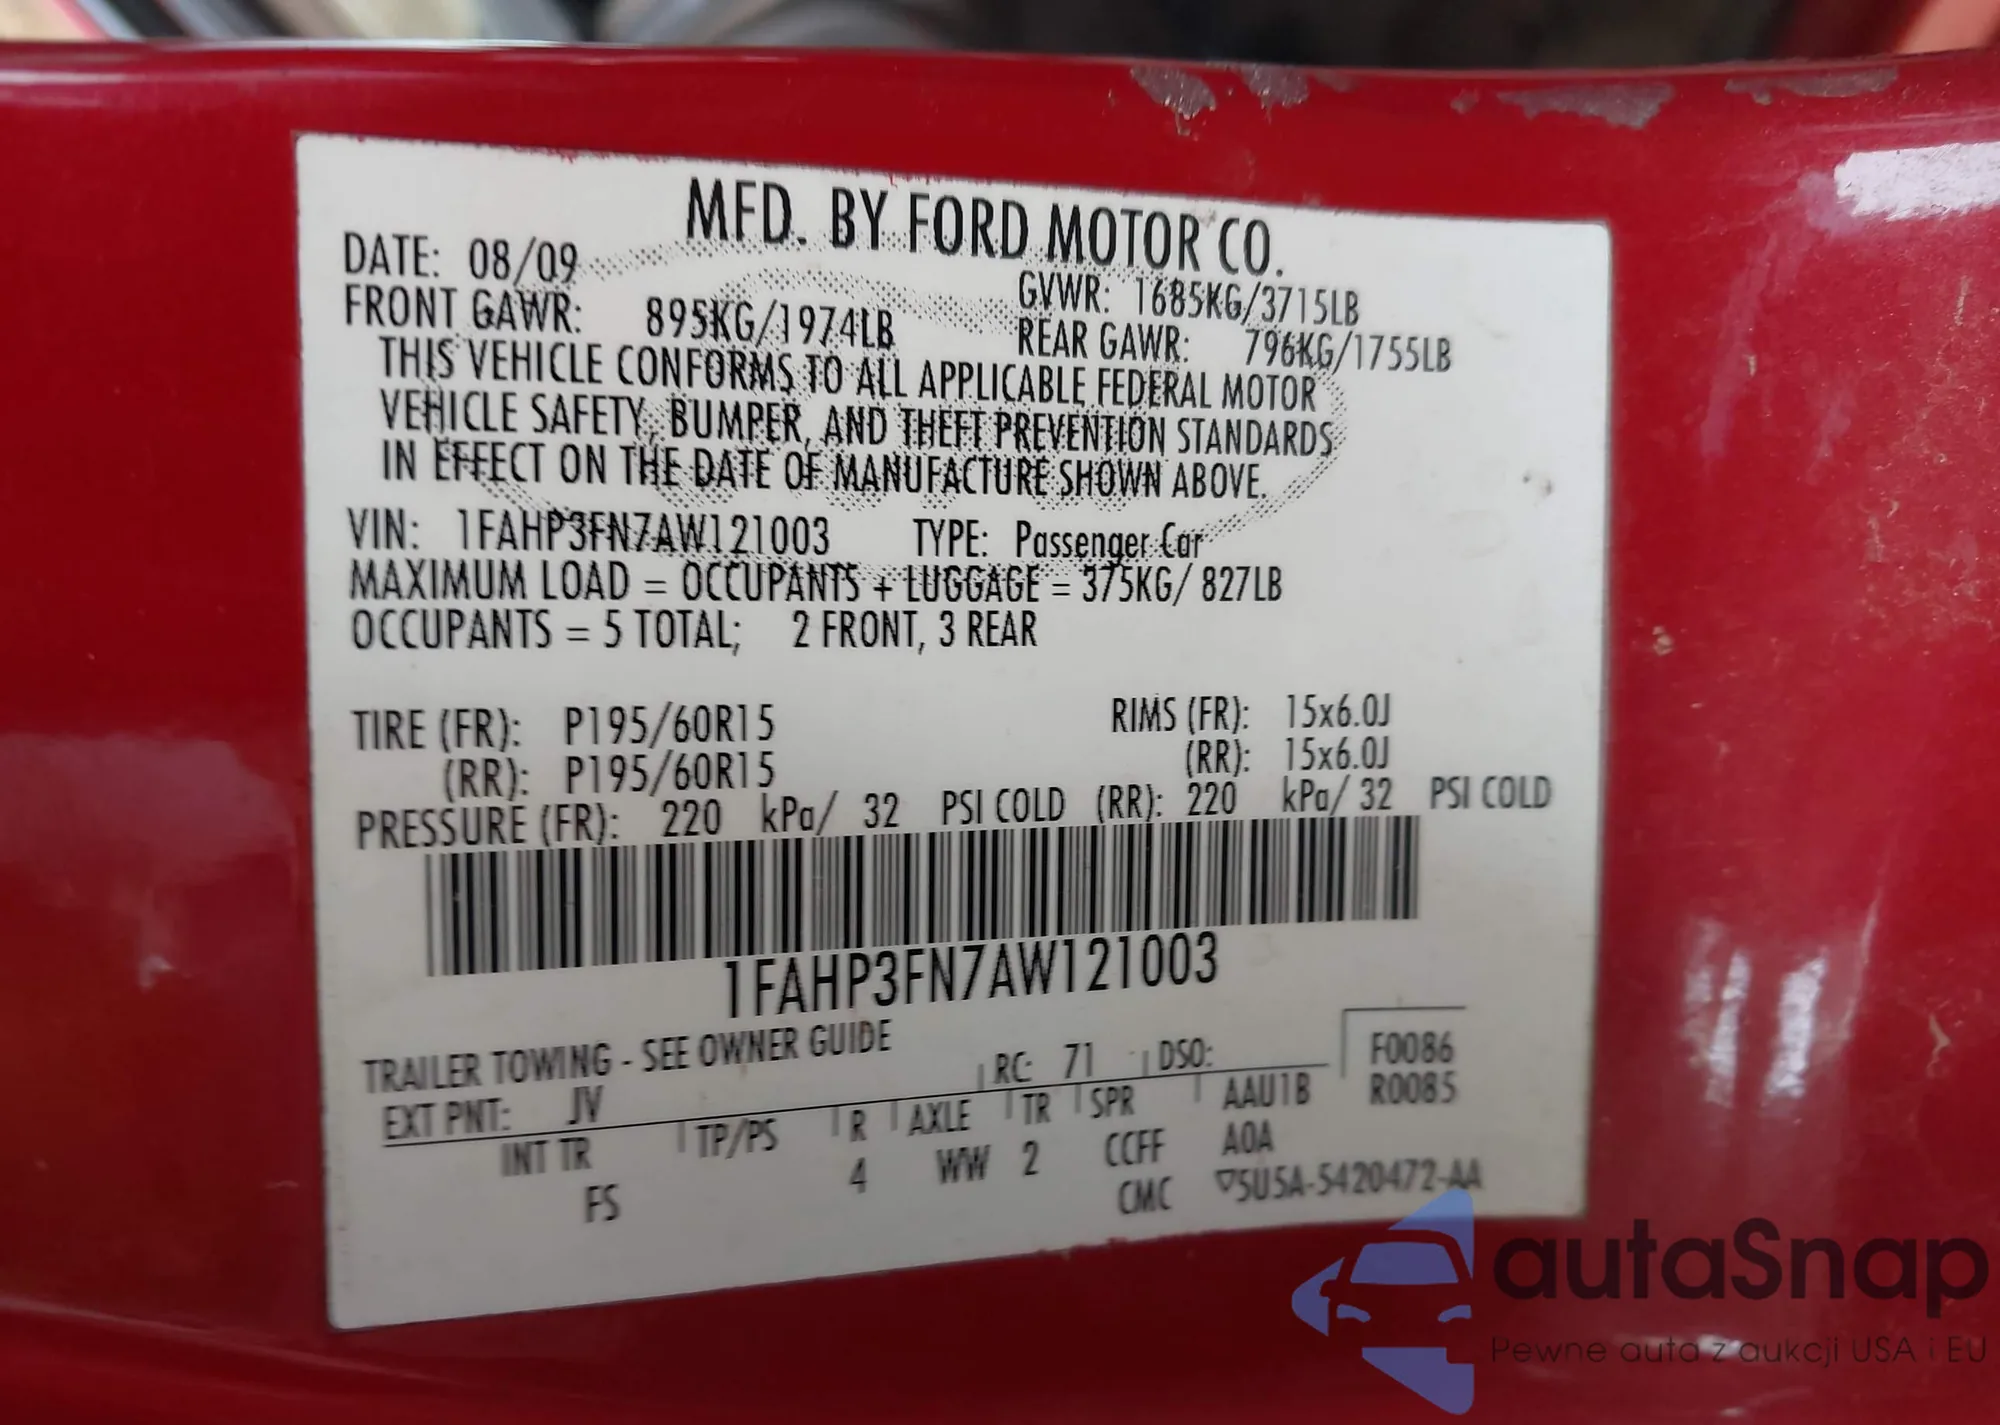 MFD. BY FORD MOTOR CO.
DATE: 08/09
GVWR: 1685KG/3715LB
FRONT GAWR: 895KG/1974LB
REAR GAWR: 796KG/1755LB
THIS VEHICLE CONFORMS TO ALL APPLICABLE FEDERAL MOTOR
VEHICLE SAFETY, BUMPER, AND THEFT PREVENTION STANDARDS
IN EFFECT ON THE DATE OF MANUFACTURE SHOWN ABOVE.
VIN: 1FAHP3FN7AW121003 TYPE: Passenger Car
MAXIMUM LOAD = OCCUPANTS + LUGGAGE = 375KG/ 827LB
OCCUPANTS = 5 TOTAL; 2 FRONT, 3 REAR
TIRE (FR): P195/60R15 RIMS (FR): 15x6.0J
(RR): P195/60R15 (RR): 15x6.0J
PRESSURE (FR): 220 kPa/ 32 PSI COLD (RR): 220 kPa/ 32 PSI COLD
1FAHP3FN7AW121003
TRAILER TOWING - SEE OWNER GUIDE
EXT PNT: JV RC: 71 DSO: F0086
R0085
INT TR TP/PS R AXLE TR SPR AAU1B
FS 4 WW 2 CCFF A0A
CMC ▽5U5A-5420472-AA
autaSnap
Pewne auta z aukcji USA i EU